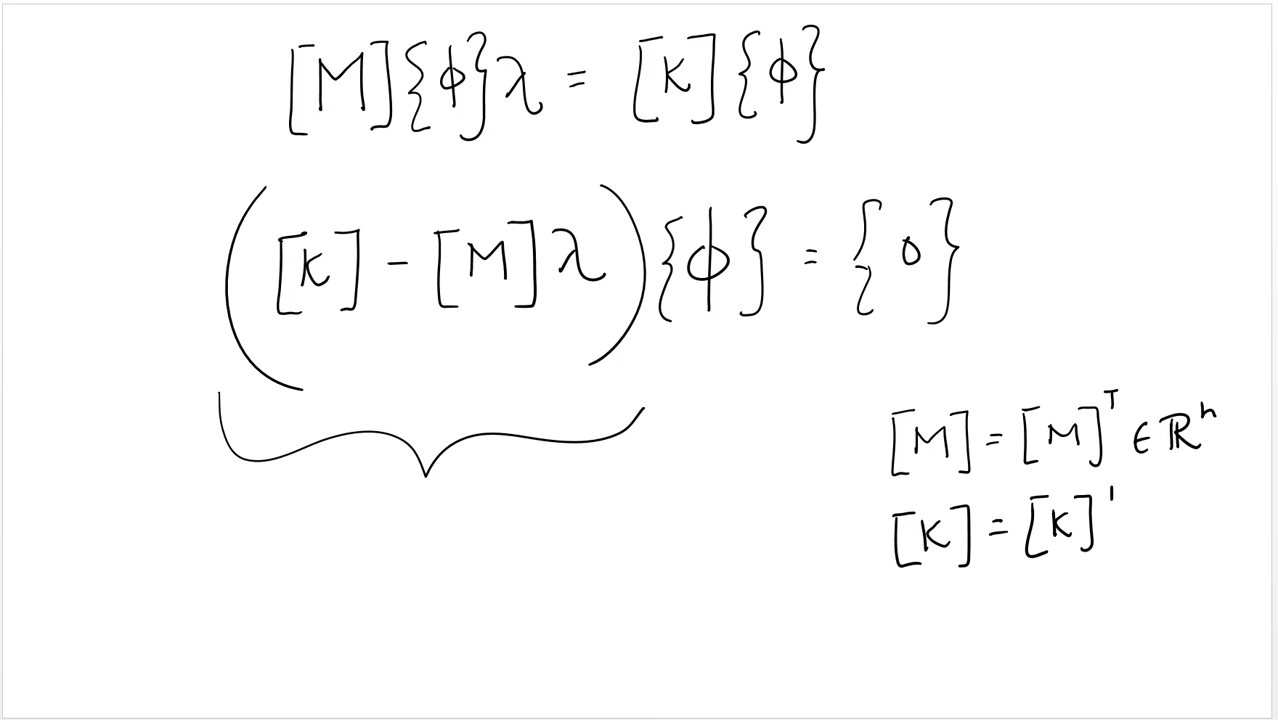 [M]{ϕ}λ = [K]{ϕ}
([K] - [M]λ){ϕ} = {0}
[M] = [M]ᵀ ∈ ℝⁿ
[K] = [K]'